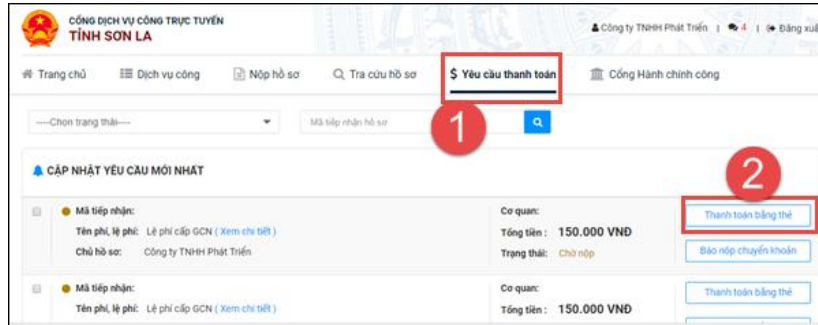 CỔNG DỊCH VỤ CÔNG TRỰC TUYẾN
TỈNH SƠN LA
Công ty TNHH Phát Triển | 4 | Đăng xuấ
Trang chủ Dịch vụ công Nộp hồ sơ Tra cứu hồ sơ $ Yêu cầu thanh toán Cổng Hành chính công
----Chọn trạng thái---- Mã tiếp nhận hồ sơ
1
CẬP NHẬT YÊU CẦU MỚI NHẤT
2
Mã tiếp nhận: Cơ quan: Thanh toán bằng thẻ
Tên phí, lệ phí: Lệ phí cấp GCN ( Xem chi tiết ) Tổng tiền : 150.000 VNĐ
Chủ hồ sơ: Công ty TNHH Phát Triển Trạng thái: Chờ nộp Báo nộp chuyển khoản
Mã tiếp nhận: Cơ quan: Thanh toán bằng thẻ
Tên phí, lệ phí: Lệ phí cấp GCN ( Xem chi tiết ) Tổng tiền : 150.000 VNĐ